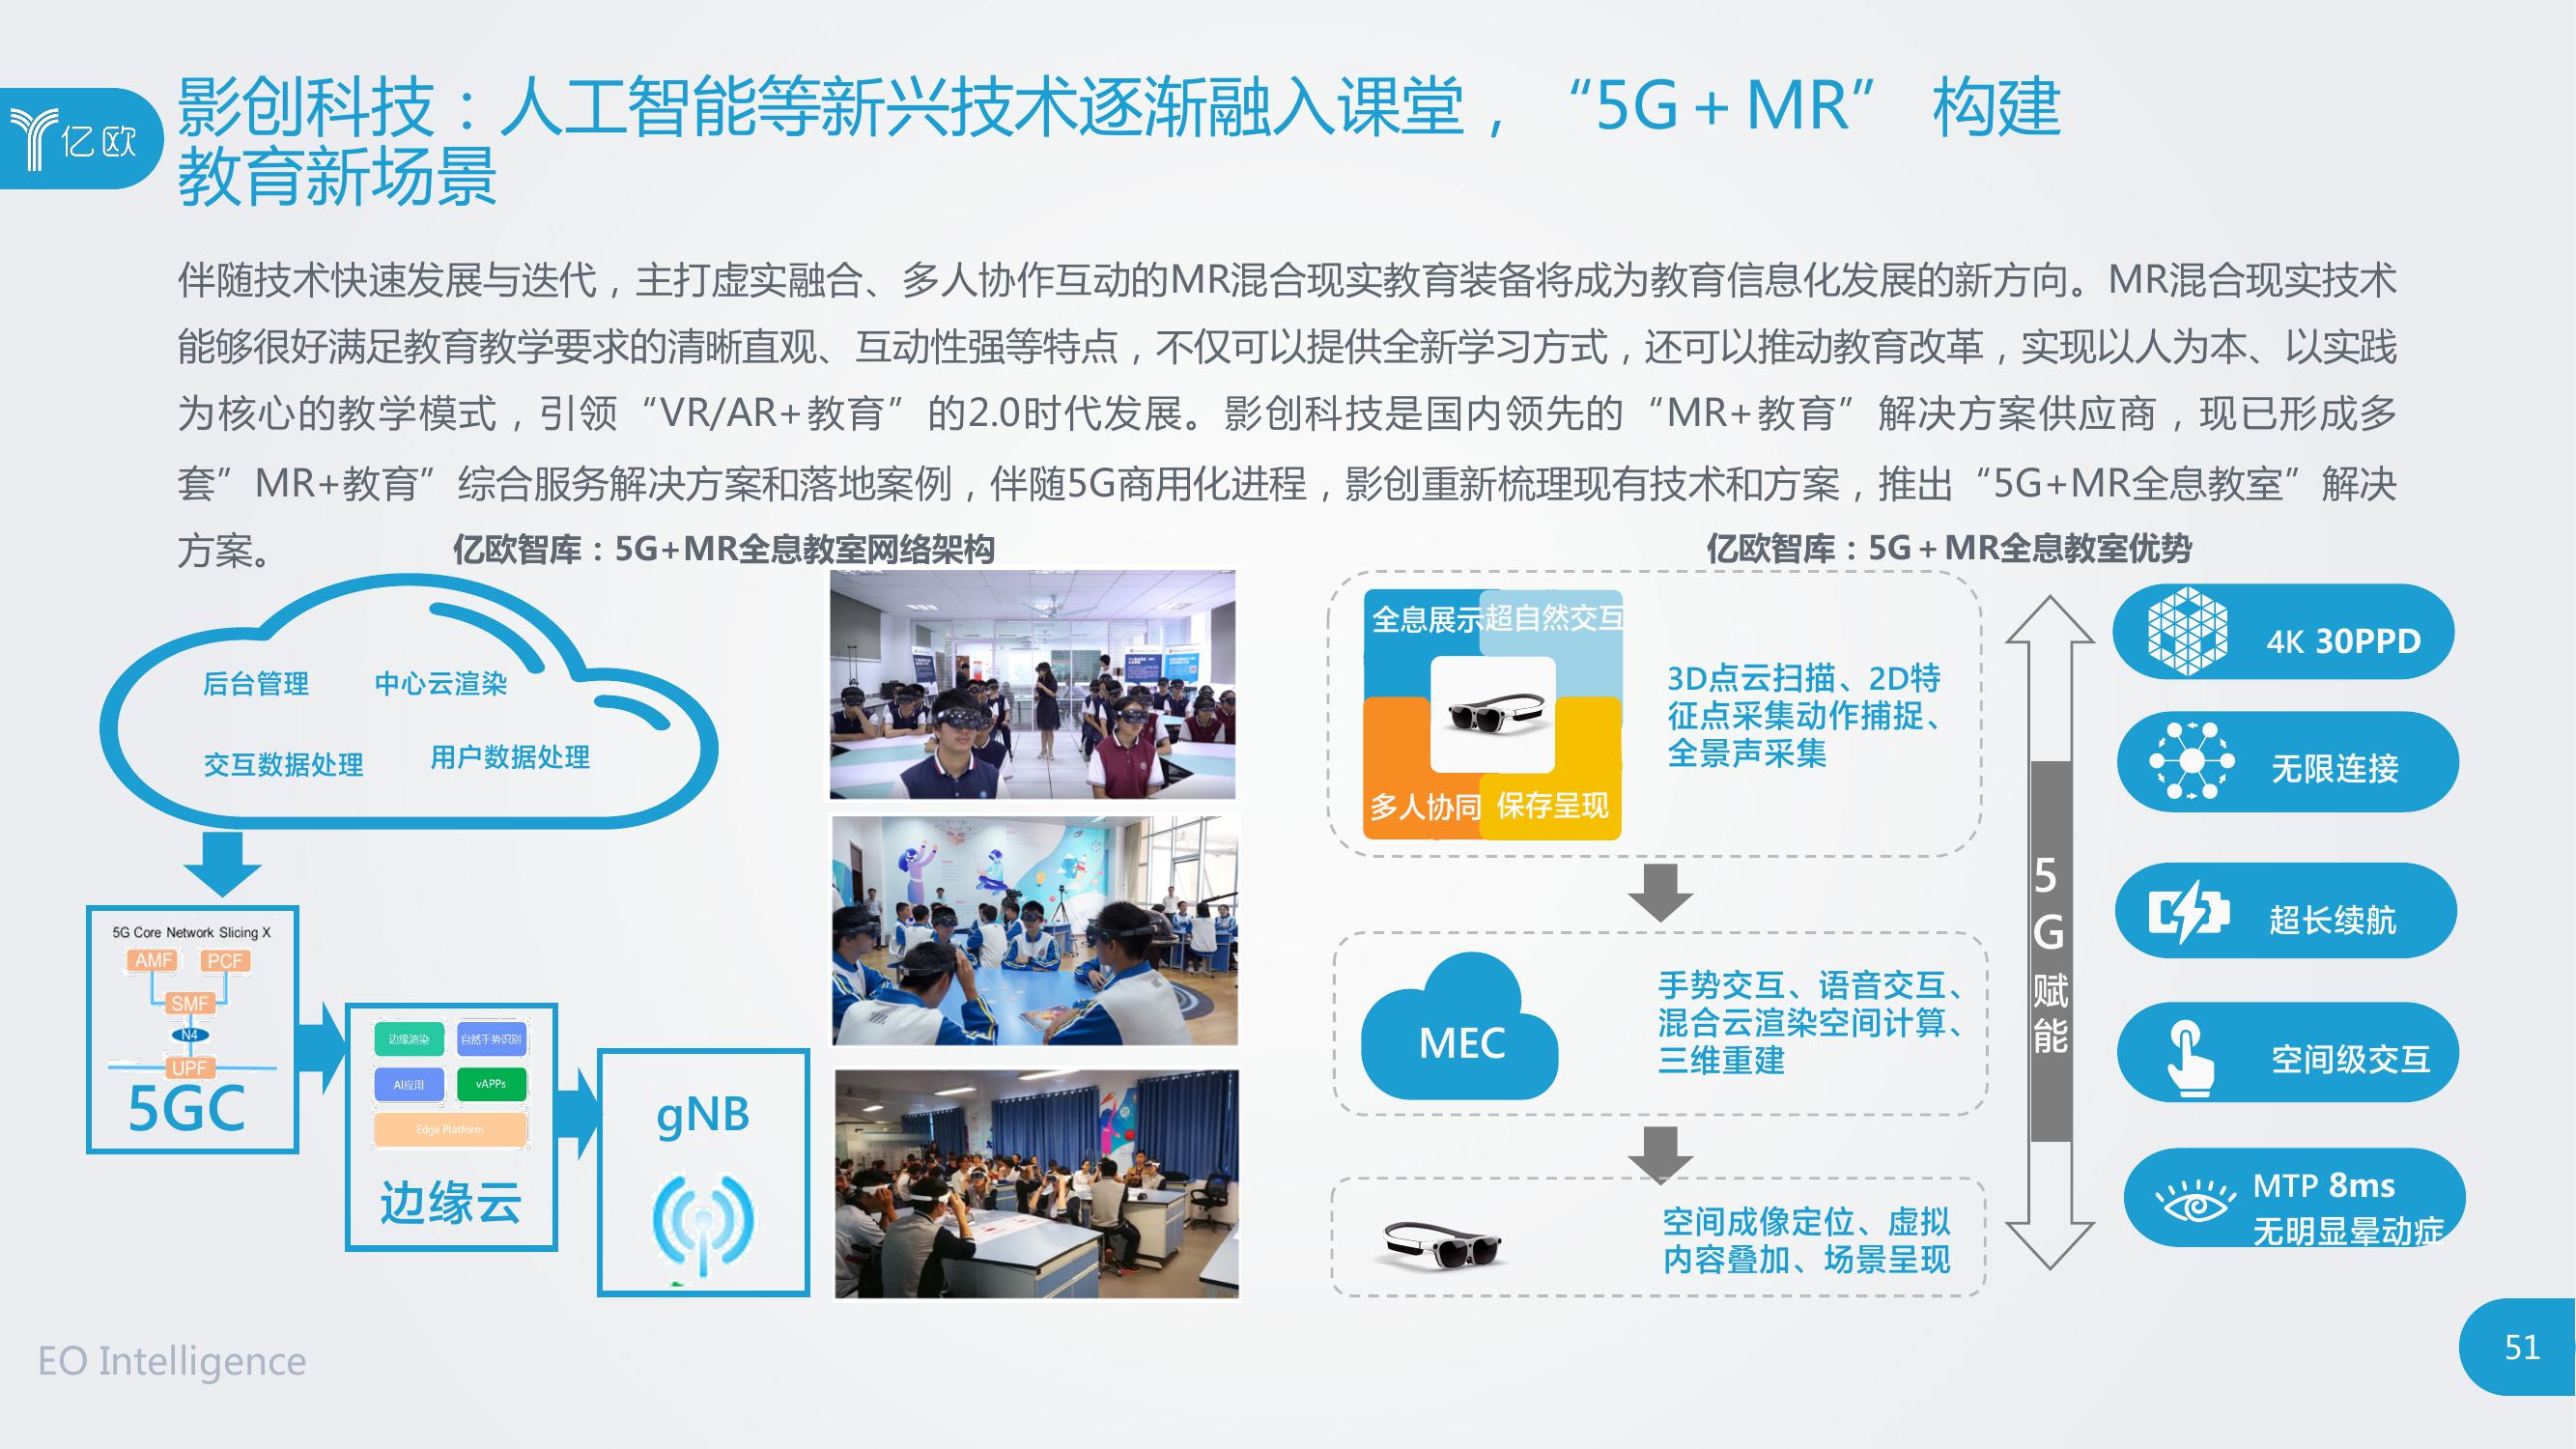 亿欧
影创科技：人工智能等新兴技术逐渐融入课堂，“5G＋MR” 构建
教育新场景
伴随技术快速发展与迭代，主打虚实融合、多人协作互动的MR混合现实教育装备将成为教育信息化发展的新方向。MR混合现实技术
能够很好满足教育教学要求的清晰直观、互动性强等特点，不仅可以提供全新学习方式，还可以推动教育改革，实现以人为本、以实践
为核心的教学模式，引领“VR/AR+教育”的2.0时代发展。影创科技是国内领先的“MR+教育”解决方案供应商，现已形成多
套”MR+教育”综合服务解决方案和落地案例，伴随5G商用化进程，影创重新梳理现有技术和方案，推出“5G+MR全息教室”解决
方案。
亿欧智库：5G+MR全息教室网络架构
后台管理
中心云渲染
交互数据处理
用户数据处理
5G Core Network Slicing X
AMF
PCF
SMF
N4
UPF
5GC
边缘渲染
自然手势识别
AI应用
vAPPs
Edge Platform
边缘云
gNB
亿欧智库：5G＋MR全息教室优势
全息展示
超自然交互
多人协同
保存呈现
3D点云扫描、2D特
征点采集动作捕捉、
全景声采集
MEC
手势交互、语音交互、
混合云渲染空间计算、
三维重建
空间成像定位、虚拟
内容叠加、场景呈现
5
G
赋
能
4K 30PPD
无限连接
超长续航
空间级交互
MTP 8ms
无明显晕动症
EO Intelligence
51